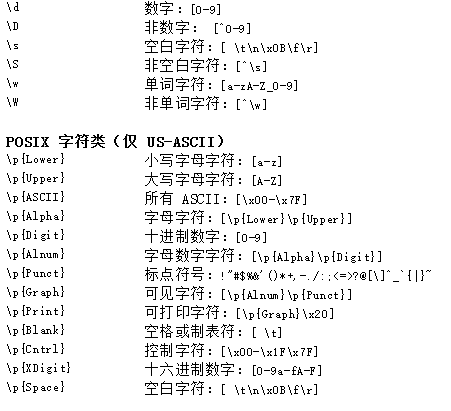 \d 数字：[0-9]
\D 非数字： [^0-9]
\s 空白字符：[ \t\n\x0B\f\r]
\S 非空白字符：[^\s]
\w 单词字符：[a-zA-Z_0-9]
\W 非单词字符：[^\w]
POSIX 字符类（仅 US-ASCII）
\p{Lower} 小写字母字符：[a-z]
\p{Upper} 大写字母字符：[A-Z]
\p{ASCII} 所有 ASCII：[\x00-\x7F]
\p{Alpha} 字母字符：[\p{Lower}\p{Upper}]
\p{Digit} 十进制数字：[0-9]
\p{Alnum} 字母数字字符：[\p{Alpha}\p{Digit}]
\p{Punct} 标点符号：!"#$%&'()*+,-./:;<=>?@[\]^_`{|}~
\p{Graph} 可见字符：[\p{Alnum}\p{Punct}]
\p{Print} 可打印字符：[\p{Graph}\x20]
\p{Blank} 空格或制表符：[ \t]
\p{Cntrl} 控制字符：[\x00-\x1F\x7F]
\p{XDigit} 十六进制数字：[0-9a-fA-F]
\p{Space} 空白字符：[ \t\n\x0B\f\r]